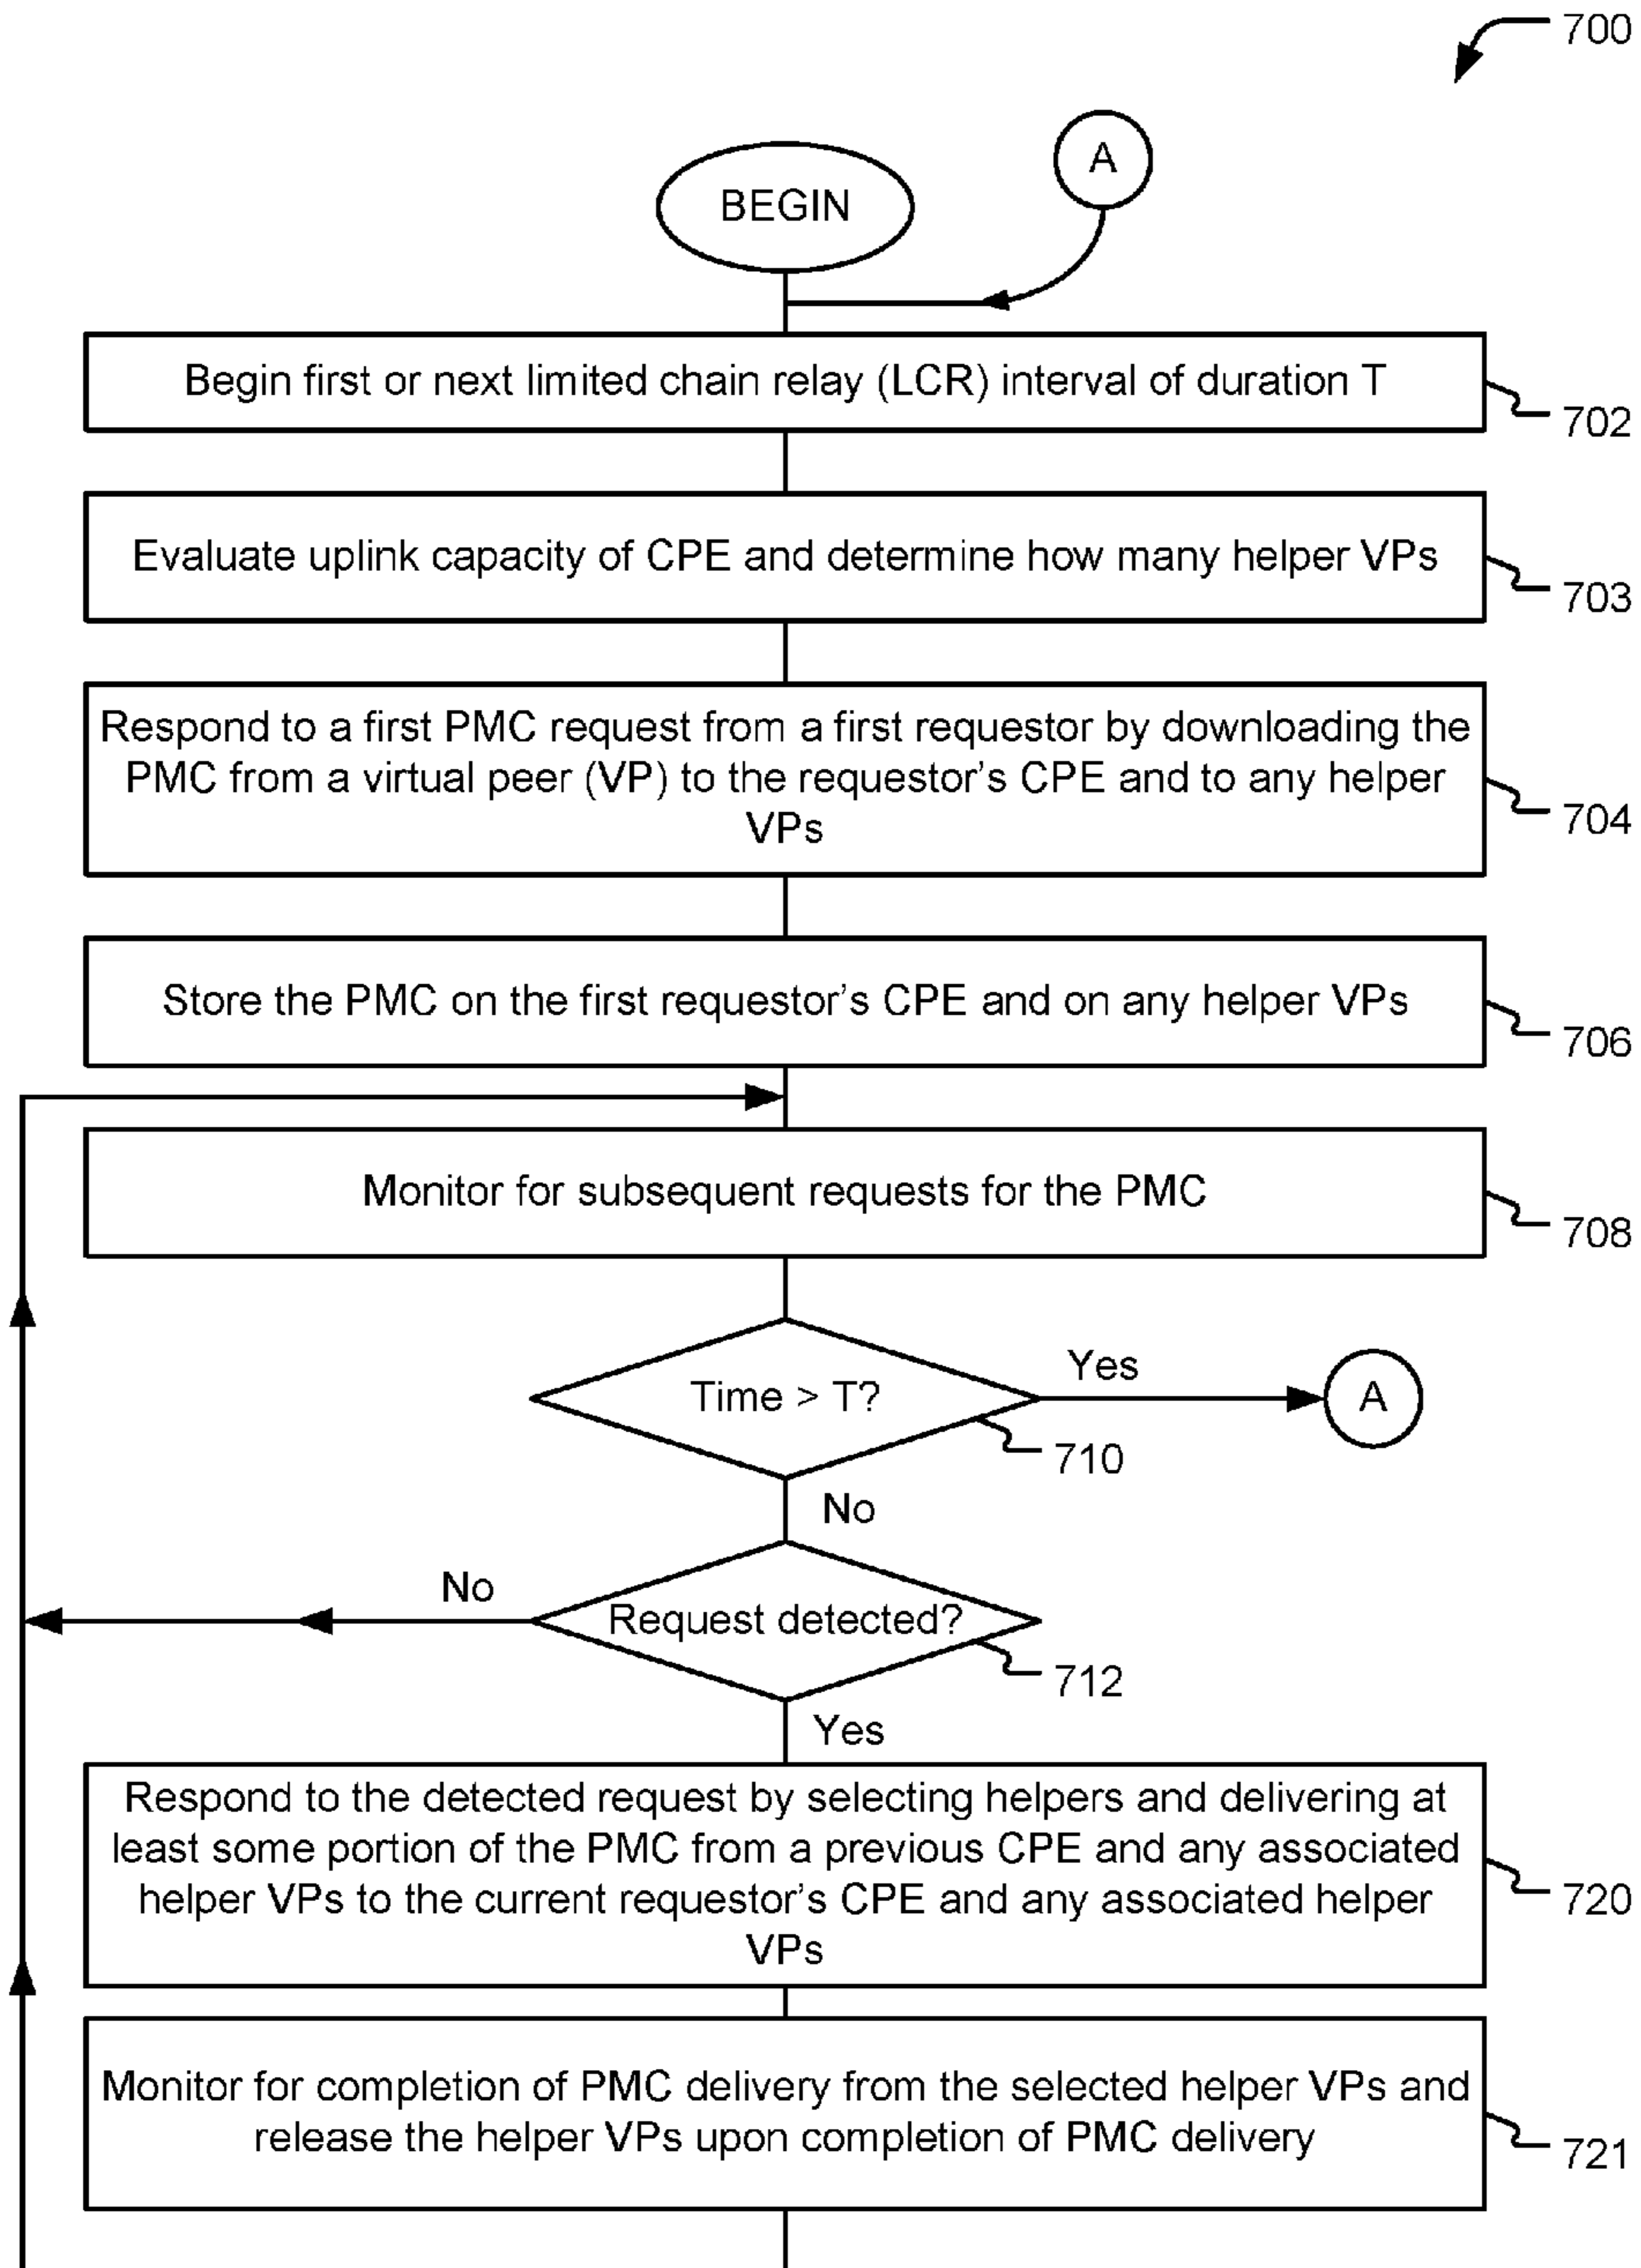 700
A
BEGIN
Begin first or next limited chain relay (LCR) interval of duration T
702
Evaluate uplink capacity of CPE and determine how many helper VPs
703
Respond to a first PMC request from a first requestor by downloading the
PMC from a virtual peer (VP) to the requestor's CPE and to any helper
VPs
704
Store the PMC on the first requestor's CPE and on any helper VPs
706
Monitor for subsequent requests for the PMC
708
Time > T?
Yes
A
710
No
No
Request detected?
712
Yes
Respond to the detected request by selecting helpers and delivering at
least some portion of the PMC from a previous CPE and any associated
helper VPs to the current requestor's CPE and any associated helper
VPs
720
Monitor for completion of PMC delivery from the selected helper VPs and
release the helper VPs upon completion of PMC delivery
721